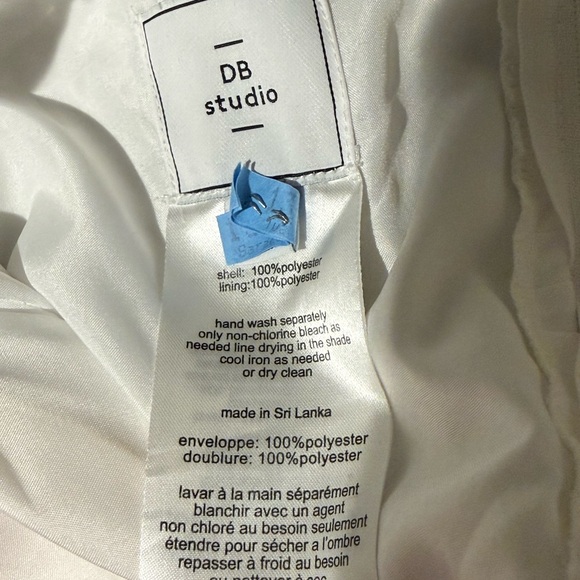 DB
studio
shell: 100%polyester
lining:100%polyester
hand wash separately
only non-chlorine bleach as
needed line drying in the shade
cool iron as needed
or dry clean
made in Sri Lanka
enveloppe: 100%polyester
doublure: 100%polyester
lavar à la main séparément
blanchir avec un agent
non chloré au besoin seulement
étendre pour sécher a l'ombre
repasser à froid au besoin
ou nettoyer à sec